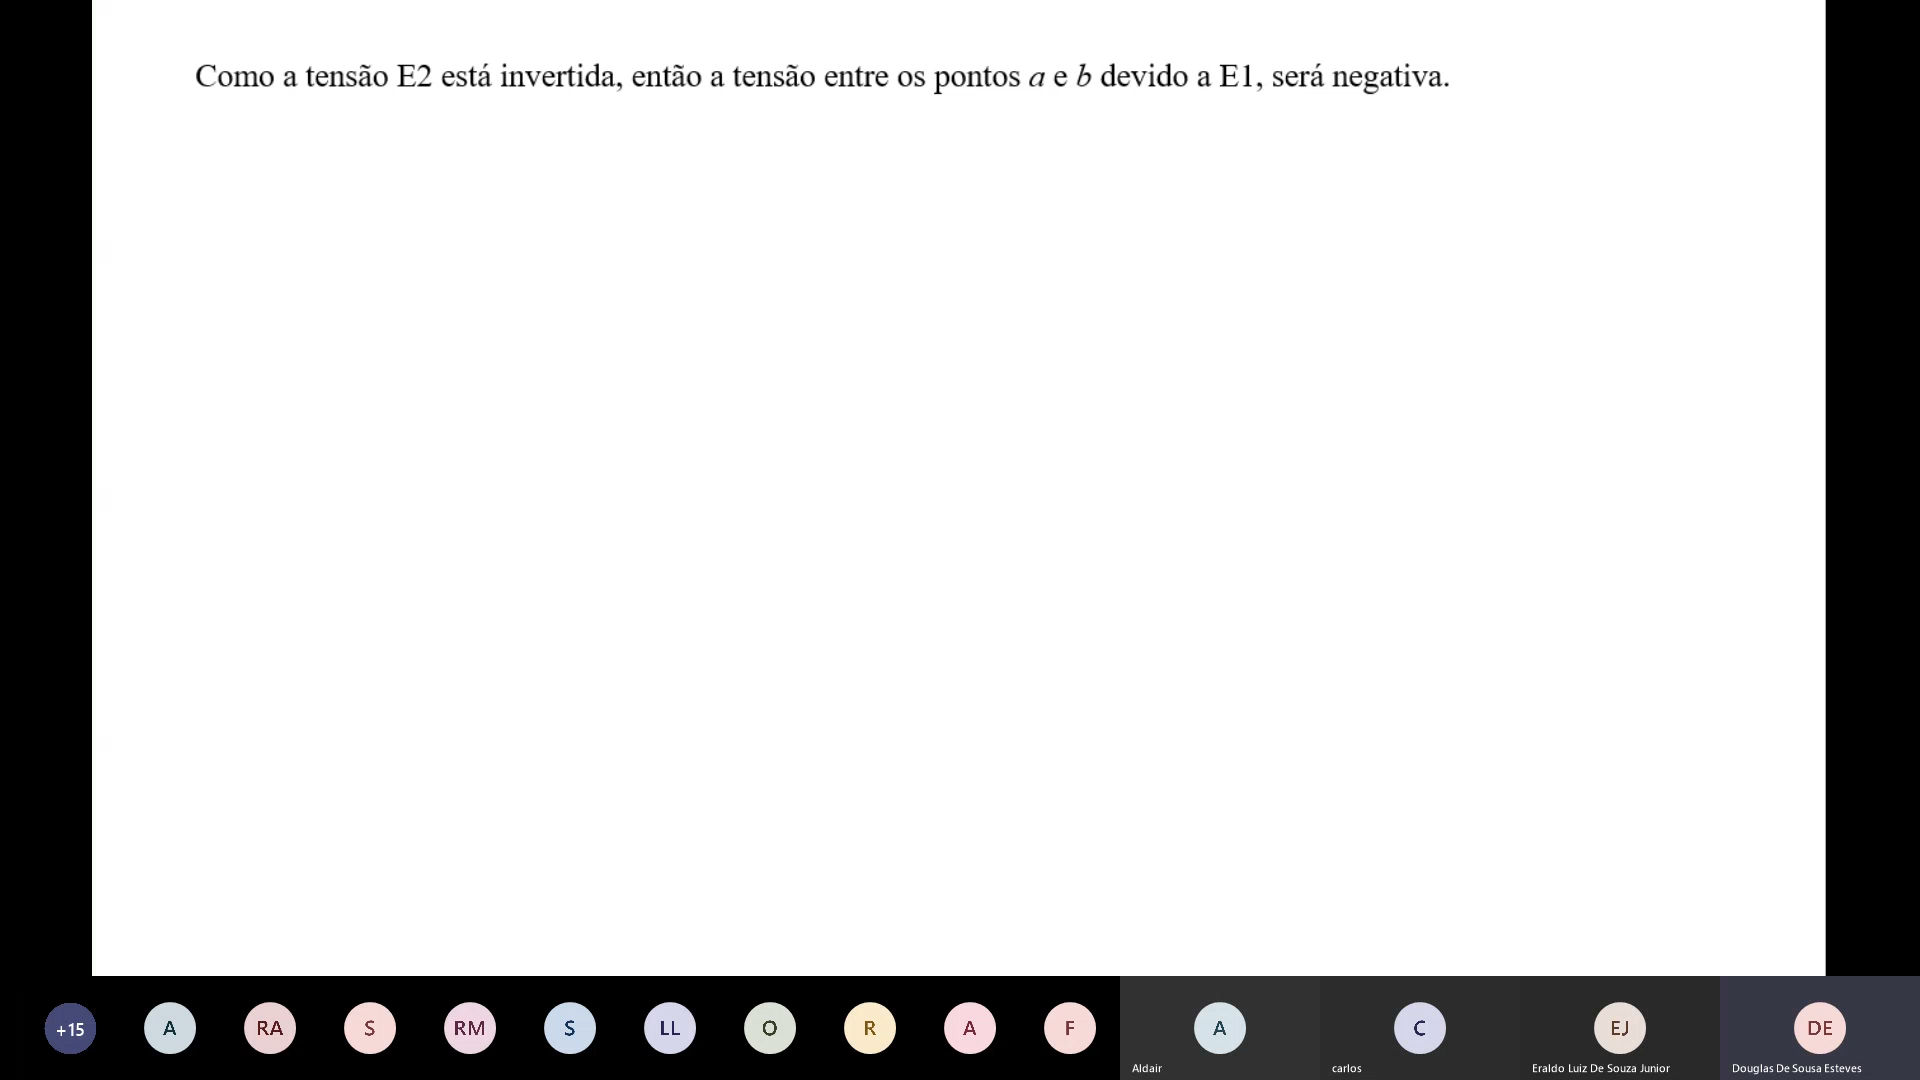 Como a tensão E2 está invertida, então a tensão entre os pontos a e b devido a E1, será negativa.
+15 A RA S RM S LL O R A F A C EJ DE
Aldair carlos Eraldo Luiz De Souza Junior Douglas De Sousa Esteves